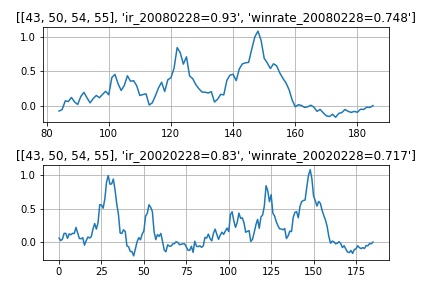 [[43, 50, 54, 55], 'ir_20080228=0.93', 'winrate_20080228=0.748']
1.0
0.5
0.0
80 100 120 140 160 180
[[43, 50, 54, 55], 'ir_20020228=0.83', 'winrate_20020228=0.717']
1.0
0.5
0.0
0 25 50 75 100 125 150 175